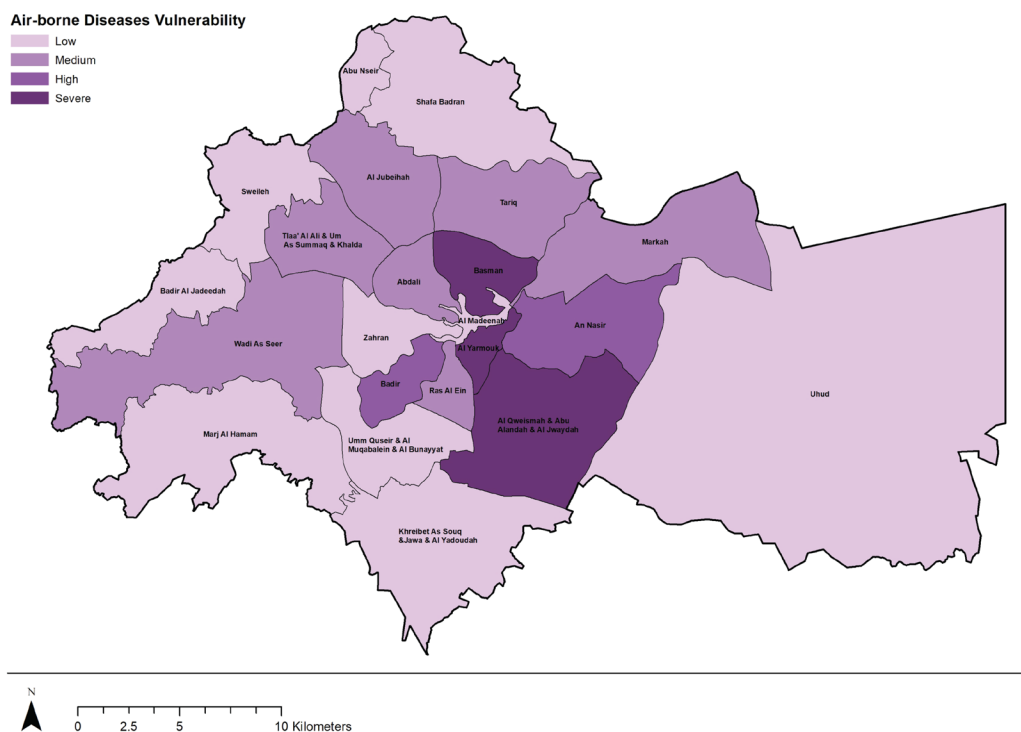 Air-borne Diseases Vulnerability
Low
Medium
High
Severe
Abu Nseir
Shafa Badran
Al Jubeihah
Sweileh
Tariq
Tlaa' Al Ali & Um
As Summaq & Khalda
Markah
Basman
Abdali
Badir Al Jadeedah
Al Madeenah
An Nasir
Zahran
Wadi As Seer
Al Yarmouk
Badir
Ras Al Ein
Uhud
Al Qweismah & Abu
Alandah & Al Jwaydah
Marj Al Hamam
Umm Quseir & Al
Muqabalein & Al Bunayyat
Khreibet As Souq
&Jawa & Al Yadoudah
N
0 2.5 5 10 Kilometers